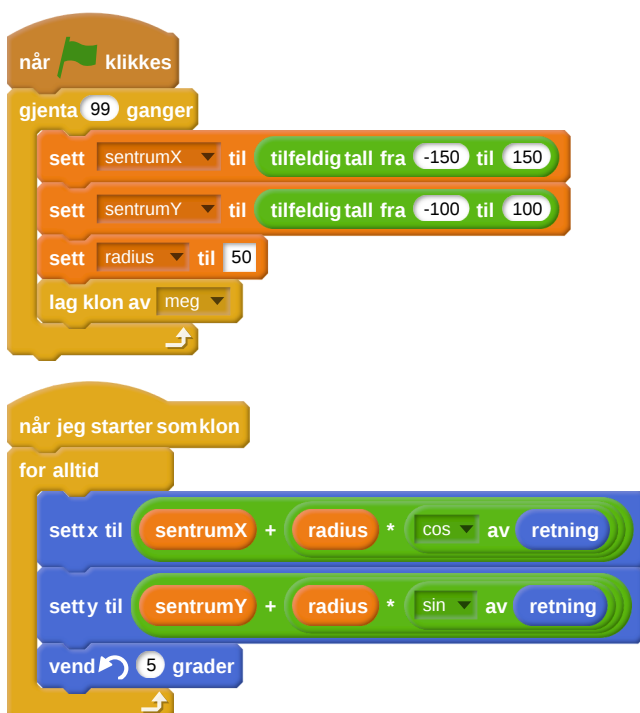 når klikkes
gjenta 99 ganger
sett sentrumX til tilfeldig tall fra -150 til 150
sett sentrumY til tilfeldig tall fra -100 til 100
sett radius til 50
lag klon av meg
når jeg starter som klon
for alltid
sett x til sentrumX + radius * cos av retning
sett y til sentrumY + radius * sin av retning
vend 5 grader